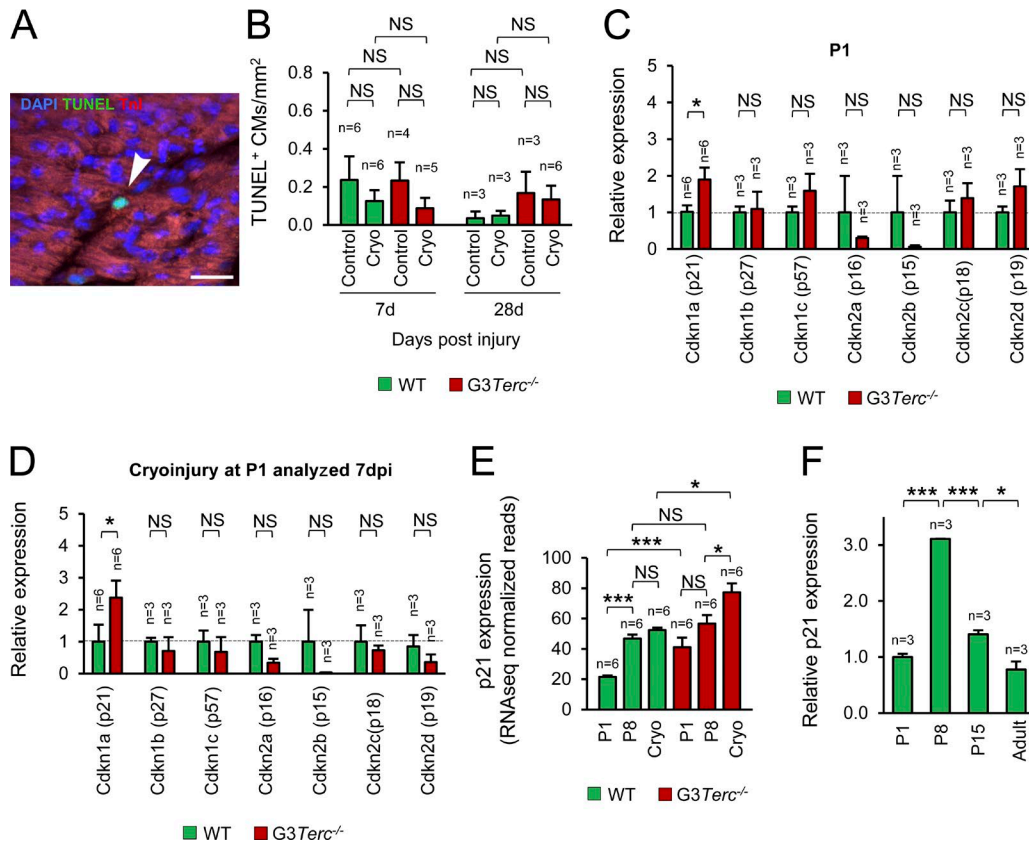 A
DAPI TUNEL TnI
B
NS
NS
NS
NS
NS
NS
NS
NS
TUNEL+ CMs/mm²
0.8
0.6
0.4
0.2
0.0
n=6
n=6
n=4
n=5
n=3
n=3
n=3
n=6
Control
Cryo
Control
Cryo
Control
Cryo
Control
Cryo
7d
28d
Days post injury
WT
G3Terc-/-
C
P1
Relative expression
5
4
3
2
1
0
*
NS
NS
NS
NS
NS
NS
n=6
n=6
n=3
n=3
n=3
n=3
n=3
n=3
n=3
n=3
n=3
n=3
n=3
n=3
Cdkn1a (p21)
Cdkn1b (p27)
Cdkn1c (p57)
Cdkn2a (p16)
Cdkn2b (p15)
Cdkn2c(p18)
Cdkn2d (p19)
WT
G3Terc-/-
D
Cryoinjury at P1 analyzed 7dpi
Relative expression
5
4
3
2
1
0
*
NS
NS
NS
NS
NS
NS
n=6
n=6
n=3
n=3
n=3
n=3
n=3
n=3
n=3
n=3
n=3
n=3
n=3
n=3
Cdkn1a (p21)
Cdkn1b (p27)
Cdkn1c (p57)
Cdkn2a (p16)
Cdkn2b (p15)
Cdkn2c(p18)
Cdkn2d (p19)
WT
G3Terc-/-
E
p21 expression
(RNAseq normalized reads)
100
80
60
40
20
0
*
NS
***
*
NS
NS
***
n=6
n=6
n=6
n=6
n=6
n=6
P1
P8
Cryo
P1
P8
Cryo
WT
G3Terc-/-
F
Relative p21 expression
3.0
2.0
1.0
0.0
***
***
*
n=3
n=3
n=3
n=3
P1
P8
P15
Adult